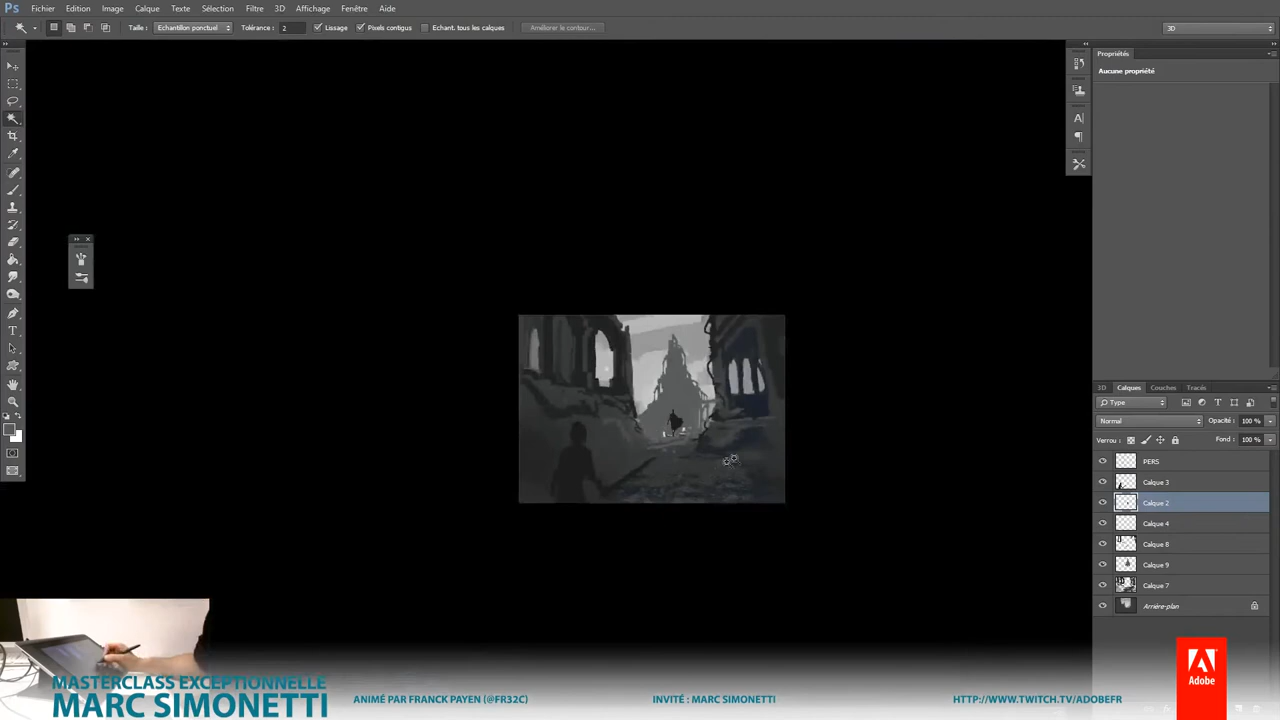 Ps Fichier Edition Image Calque Texte Sélection Filtre 3D Affichage Fenêtre Aide
Taille : Echantillon ponctuel Tolérance : 2 Lissage Pixels contigus Echant. tous les calques Améliorer le contour... 3D
Propriétés
Aucune propriété
3D Calques Couches Tracés
Type
Normal Opacité : 100 %
Verrou : Fond : 100 %
PERS
Calque 3
Calque 2
Calque 4
Calque 8
Calque 9
Calque 7
Arrière-plan
MASTERCLASS EXCEPTIONNELLE
MARC SIMONETTI
ANIMÉ PAR FRANCK PAYEN (@FR32C)
INVITÉ : MARC SIMONETTI
HTTP://WWW.TWITCH.TV/ADOBEFR
Adobe